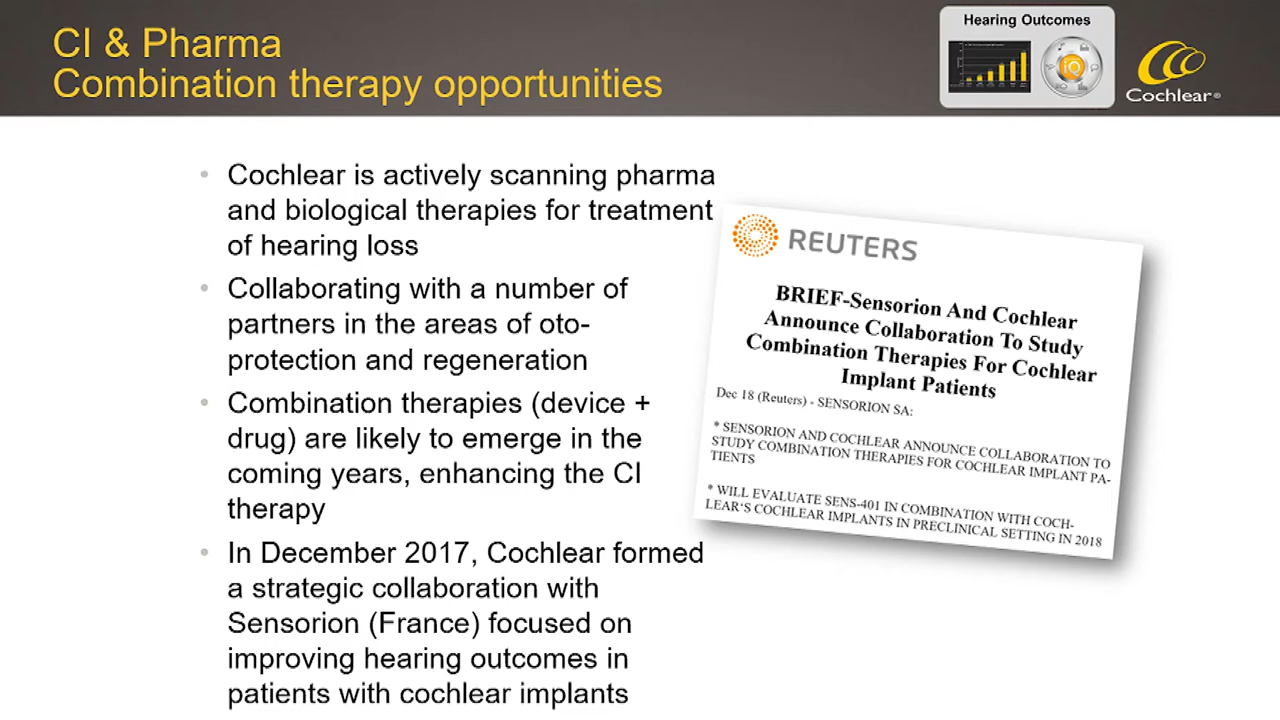 CI & Pharma
Combination therapy opportunities
Hearing Outcomes
IQ
Cochlear®
• Cochlear is actively scanning pharma
and biological therapies for treatment
of hearing loss
• Collaborating with a number of
partners in the areas of oto-
protection and regeneration
• Combination therapies (device +
drug) are likely to emerge in the
coming years, enhancing the CI
therapy
• In December 2017, Cochlear formed
a strategic collaboration with
Sensorion (France) focused on
improving hearing outcomes in
patients with cochlear implants
REUTERS
BRIEF-Sensorion And Cochlear
Announce Collaboration To Study
Combination Therapies For Cochlear
Implant Patients
Dec 18 (Reuters) - SENSORION SA:
* SENSORION AND COCHLEAR ANNOUNCE COLLABORATION TO
STUDY COMBINATION THERAPIES FOR COCHLEAR IMPLANT PA-
TIENTS
* WILL EVALUATE SENS-401 IN COMBINATION WITH COCH-
LEAR'S COCHLEAR IMPLANTS IN PRECLINICAL SETTING IN 2018